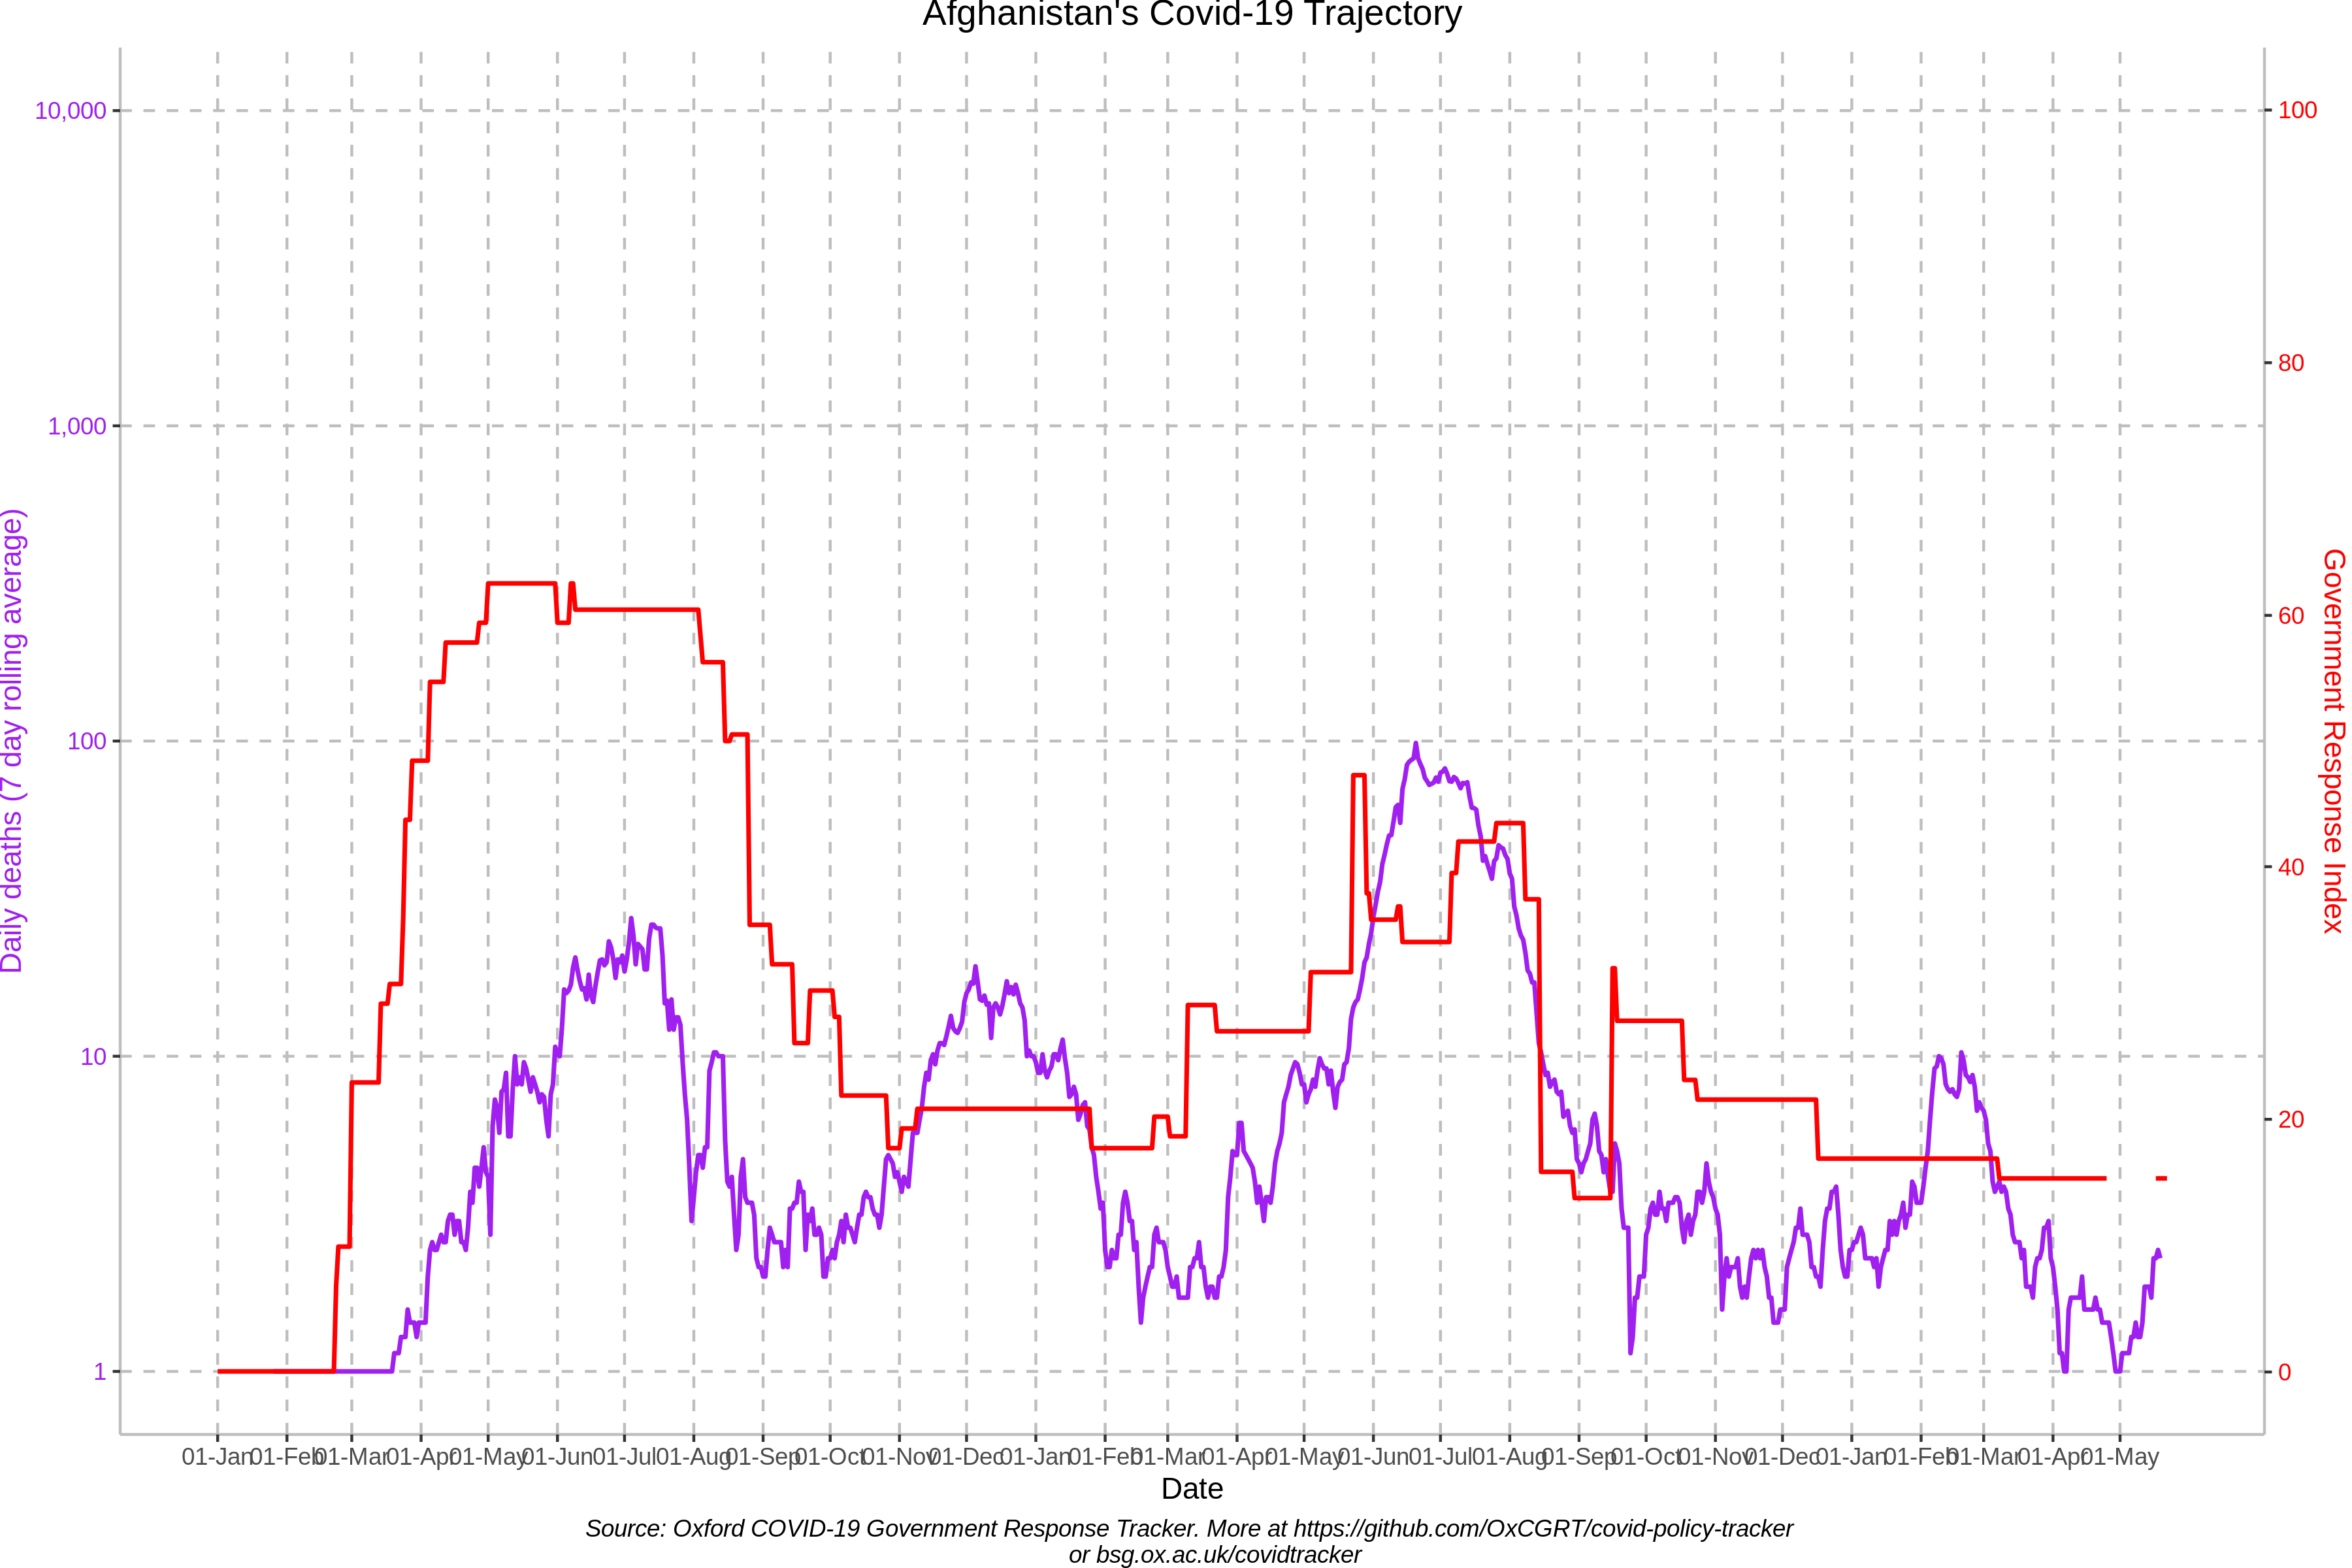 Afghanistan's Covid-19 Trajectory
Daily deaths (7 day rolling average)
10,000
1,000
100
10
1
Government Response Index
100
80
60
40
20
0
01-Jan 01-Feb 01-Mar 01-Apr 01-May 01-Jun 01-Jul 01-Aug 01-Sep 01-Oct 01-Nov 01-Dec 01-Jan 01-Feb 01-Mar 01-Apr 01-May 01-Jun 01-Jul 01-Aug 01-Sep 01-Oct 01-Nov 01-Dec 01-Jan 01-Feb 01-Mar 01-Apr 01-May
Date
Source: Oxford COVID-19 Government Response Tracker. More at https://github.com/OxCGRT/covid-policy-tracker
or bsg.ox.ac.uk/covidtracker